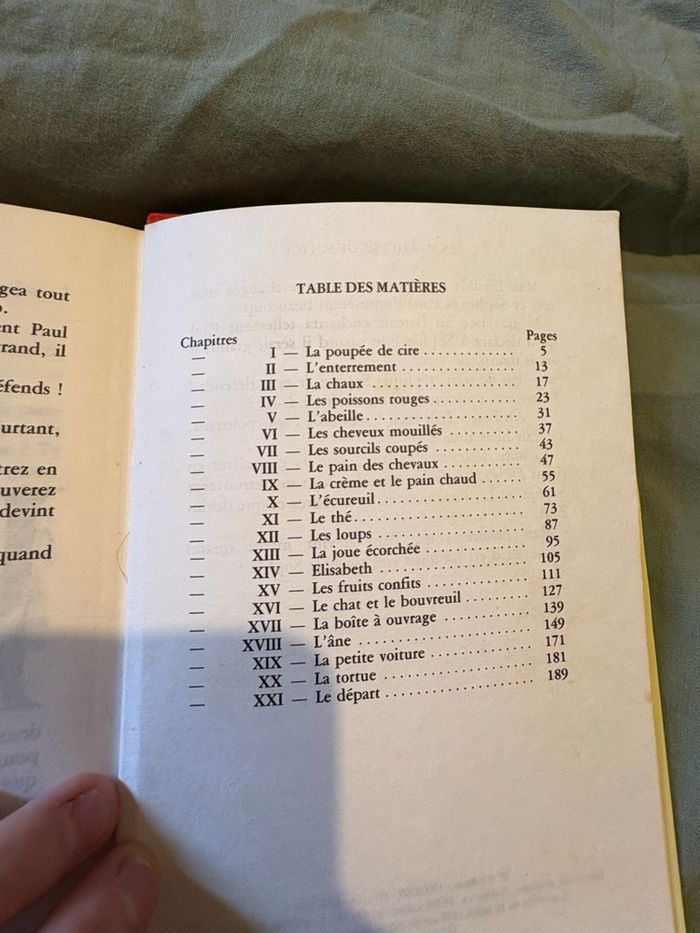 gea tout
ent Paul
rand, il
éfends !
urtant,
trez en
uverez
devint
quand
TABLE DES MATIÈRES
Chapitres Pages
— I — La poupée de cire 5
— II — L'enterrement 13
— III — La chaux 17
— IV — Les poissons rouges 23
— V — L'abeille 31
— VI — Les cheveux mouillés 37
— VII — Les sourcils coupés 43
— VIII — Le pain des chevaux 47
— IX — La crème et le pain chaud 55
— X — L'écureuil 61
— XI — Le thé 73
— XII — Les loups 87
— XIII — La joue écorchée 95
— XIV — Elisabeth 105
— XV — Les fruits confits 111
— XVI — Le chat et le bouvreuil 127
— XVII — La boîte à ouvrage 139
— XVIII — L'âne 149
— XIX — La petite voiture 171
— XX — La tortue 181
— XXI — Le départ 189